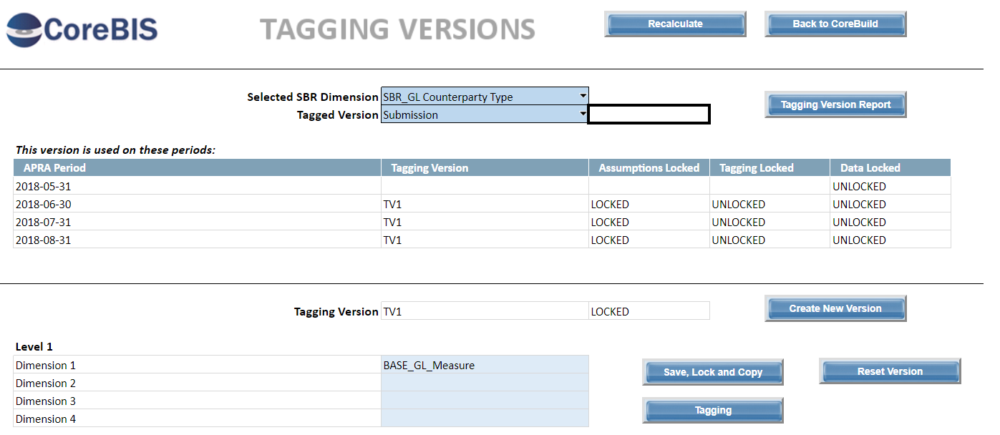 CoreBIS
TAGGING VERSIONS
Recalculate
Back to CoreBuild
Selected SBR Dimension SBR_GL Counterparty Type
Tagged Version Submission
Tagging Version Report
This version is used on these periods:
APRA Period Tagging Version Assumptions Locked Tagging Locked Data Locked
2018-05-31 UNLOCKED
2018-06-30 TV1 LOCKED UNLOCKED UNLOCKED
2018-07-31 TV1 LOCKED UNLOCKED UNLOCKED
2018-08-31 TV1 LOCKED UNLOCKED UNLOCKED
Tagging Version TV1 LOCKED
Create New Version
Level 1
Dimension 1 BASE_GL_Measure
Dimension 2
Dimension 3
Dimension 4
Save, Lock and Copy
Reset Version
Tagging